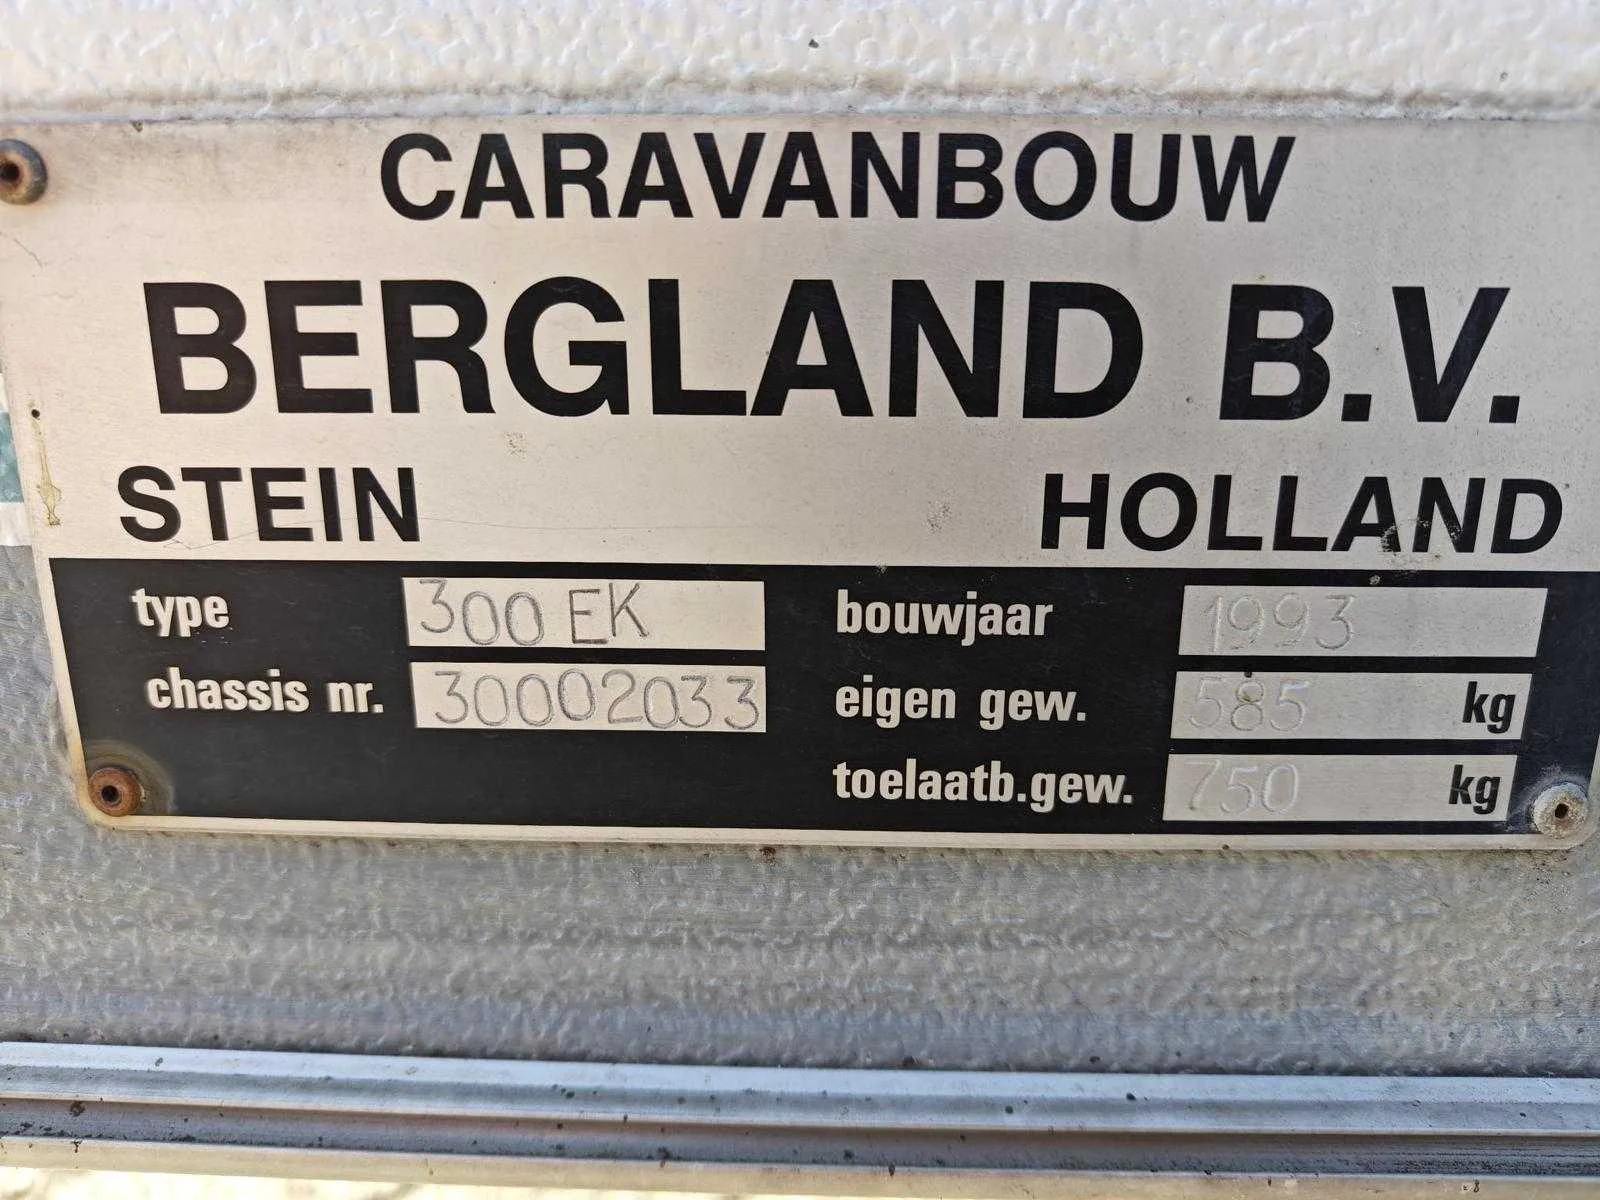 CARAVANBOUW
BERGLAND B.V.
STEIN HOLLAND
type 300 EK bouwjaar 1993
chassis nr. 30002033 eigen gew. 585 kg
toelaatb.gew. 750 kg